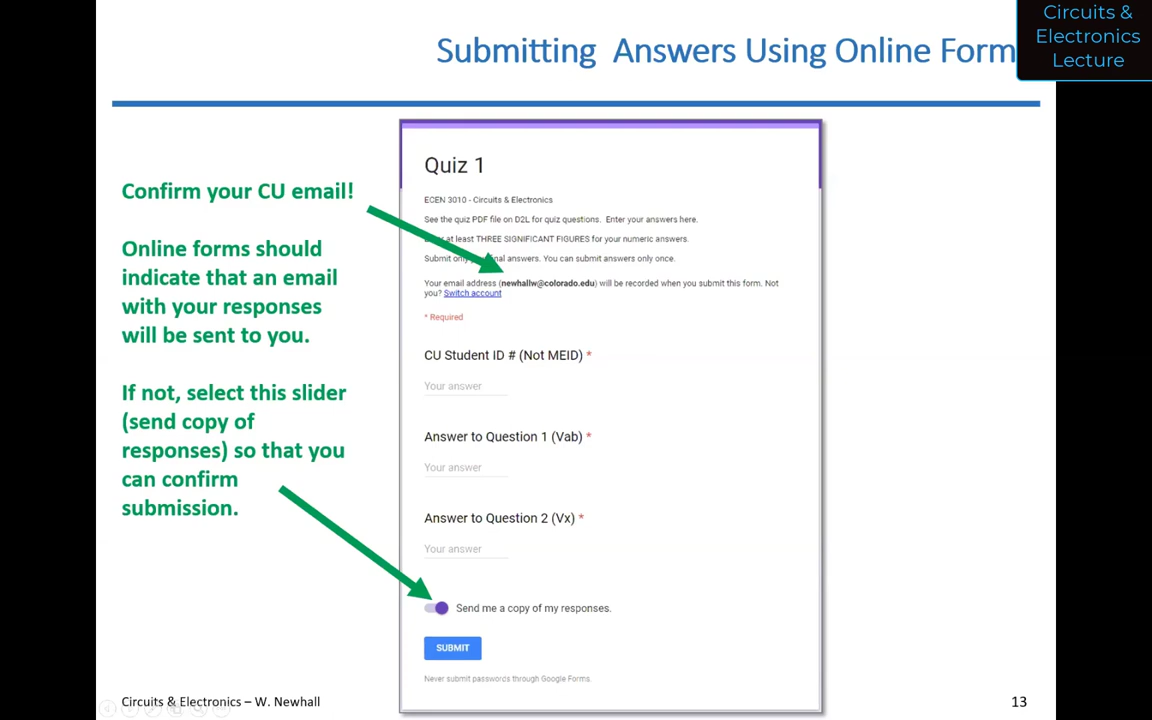 Circuits &
Electronics
Lecture
Submitting Answers Using Online Form
Confirm your CU email!
Online forms should
indicate that an email
with your responses
will be sent to you.
If not, select this slider
(send copy of
responses) so that you
can confirm
submission.
Quiz 1
ECEN 3010 - Circuits & Electronics
See the quiz PDF file on D2L for quiz questions. Enter your answers here.
at least THREE SIGNIFICANT FIGURES for your numeric answers.
Submit only final answers. You can submit answers only once.
Your email address (newhallw@colorado.edu) will be recorded when you submit this form. Not
you? Switch account
* Required
CU Student ID # (Not MEID) *
Your answer
Answer to Question 1 (Vab) *
Your answer
Answer to Question 2 (Vx) *
Your answer
Send me a copy of my responses.
SUBMIT
Never submit passwords through Google Forms.
Circuits & Electronics – W. Newhall
13